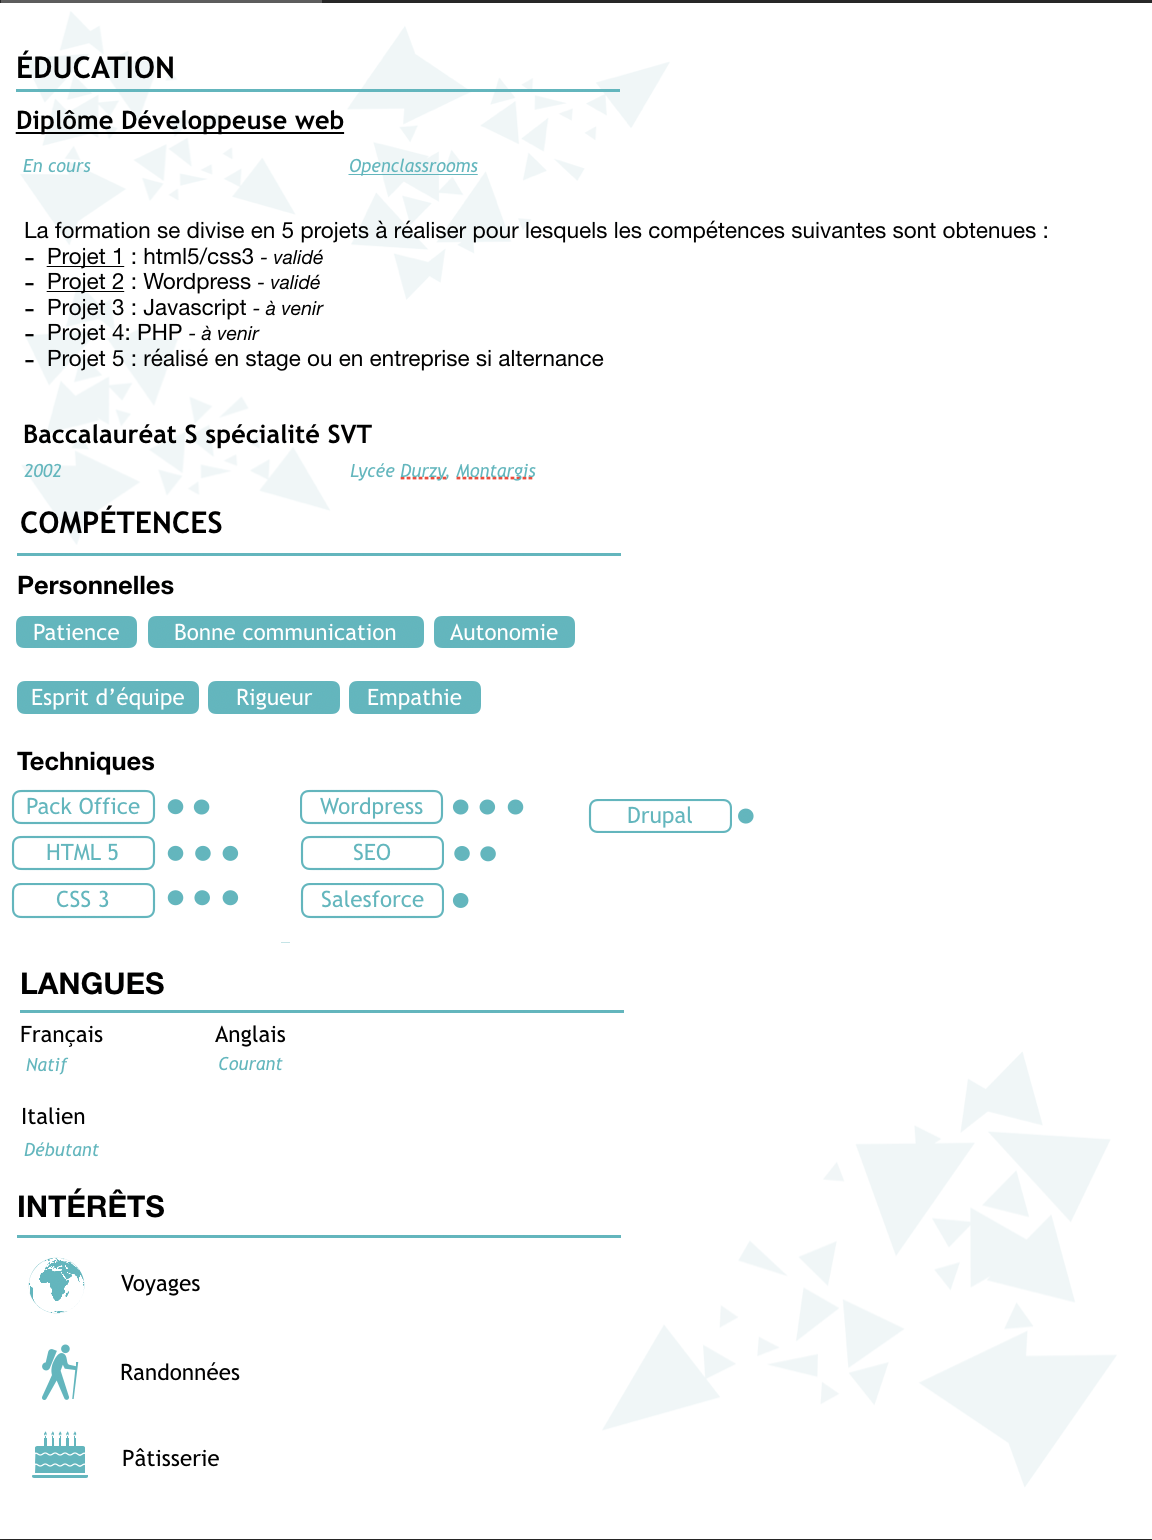 ÉDUCATION
Diplôme Développeuse web
En cours Openclassrooms
La formation se divise en 5 projets à réaliser pour lesquels les compétences suivantes sont obtenues :
- Projet 1 : html5/css3 - validé
- Projet 2 : Wordpress - validé
- Projet 3 : Javascript - à venir
- Projet 4: PHP - à venir
- Projet 5 : réalisé en stage ou en entreprise si alternance
Baccalauréat S spécialité SVT
2002 Lycée Durzy, Montargis
COMPÉTENCES
Personnelles
Patience Bonne communication Autonomie
Esprit d’équipe Rigueur Empathie
Techniques
Pack Office Wordpress Drupal
HTML 5 SEO
CSS 3 Salesforce
LANGUES
Français Anglais
Natif Courant
Italien
Débutant
INTÉRÊTS
Voyages
Randonnées
Pâtisserie